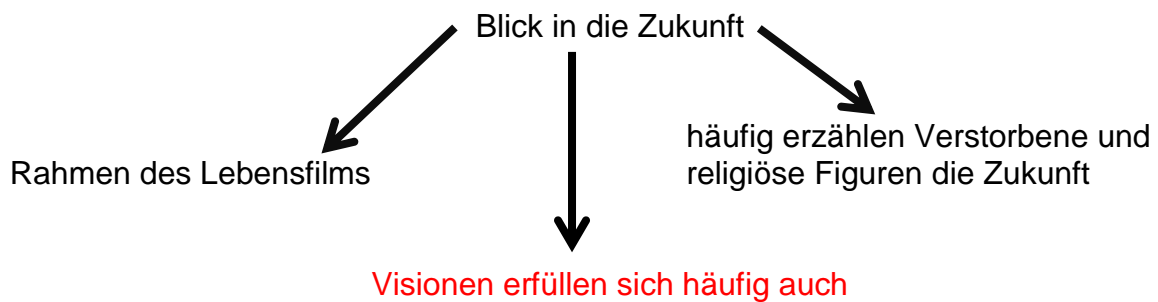 Blick in die Zukunft
Rahmen des Lebensfilms
häufig erzählen Verstorbene und
religiöse Figuren die Zukunft
Visionen erfüllen sich häufig auch